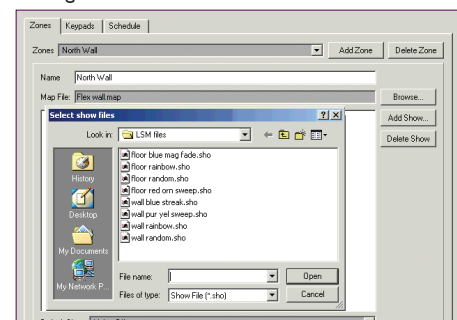 Zones Keypads Schedule
Zones North Wall Add Zone Delete Zone
Name North Wall
Map File: Flex wall.map Browse...
Add Show...
Delete Show
Select show files
Look in: LSM files
History
Desktop
My Documents
My Network P...
floor blue mag fade.sho
floor rainbow.sho
floor random.sho
floor red orn sweep.sho
wall blue streak.sho
wall pur yel sweep.sho
wall rainbow.sho
wall random.sho
File name: Open
Files of type: Show File (*.sho) Cancel